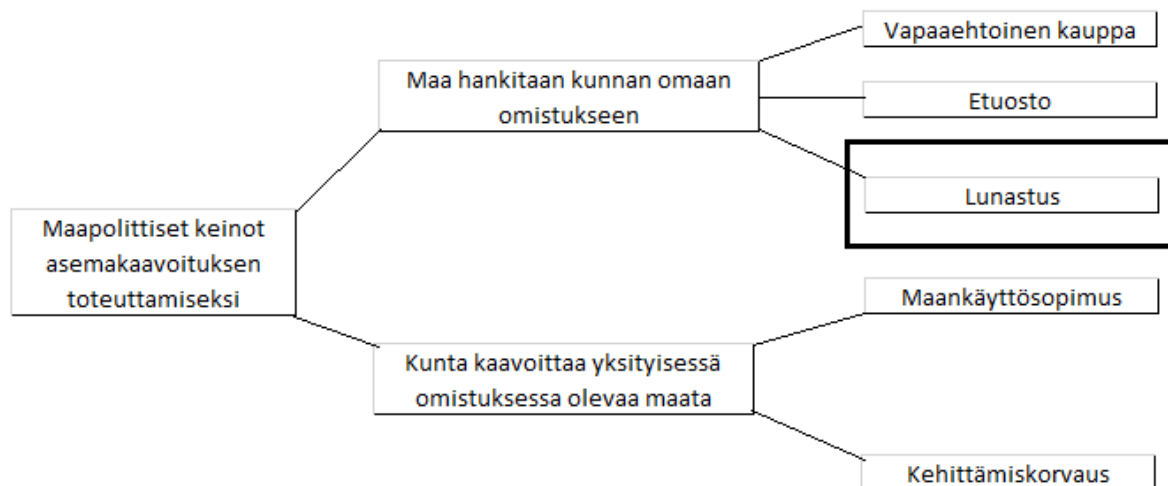 Vapaaehtoinen kauppa
Maa hankitaan kunnan omaan
omistukseen
Etuosto
Lunastus
Maapolittiset keinot
asemakaavoituksen
toteuttamiseksi
Maankäyttösopimus
Kunta kaavoittaa yksityisessä
omistuksessa olevaa maata
Kehittämiskorvaus